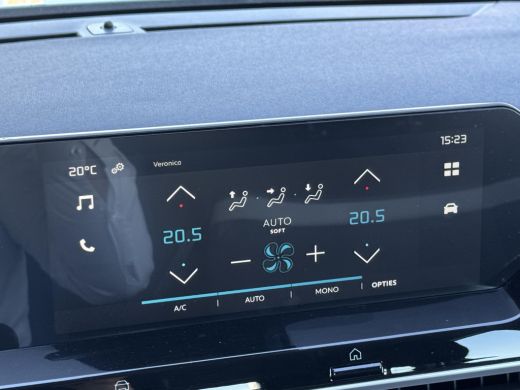 20°C
Veronica
15:23
20.5
AUTO
SOFT
20.5
A/C
AUTO
MONO
OPTIES